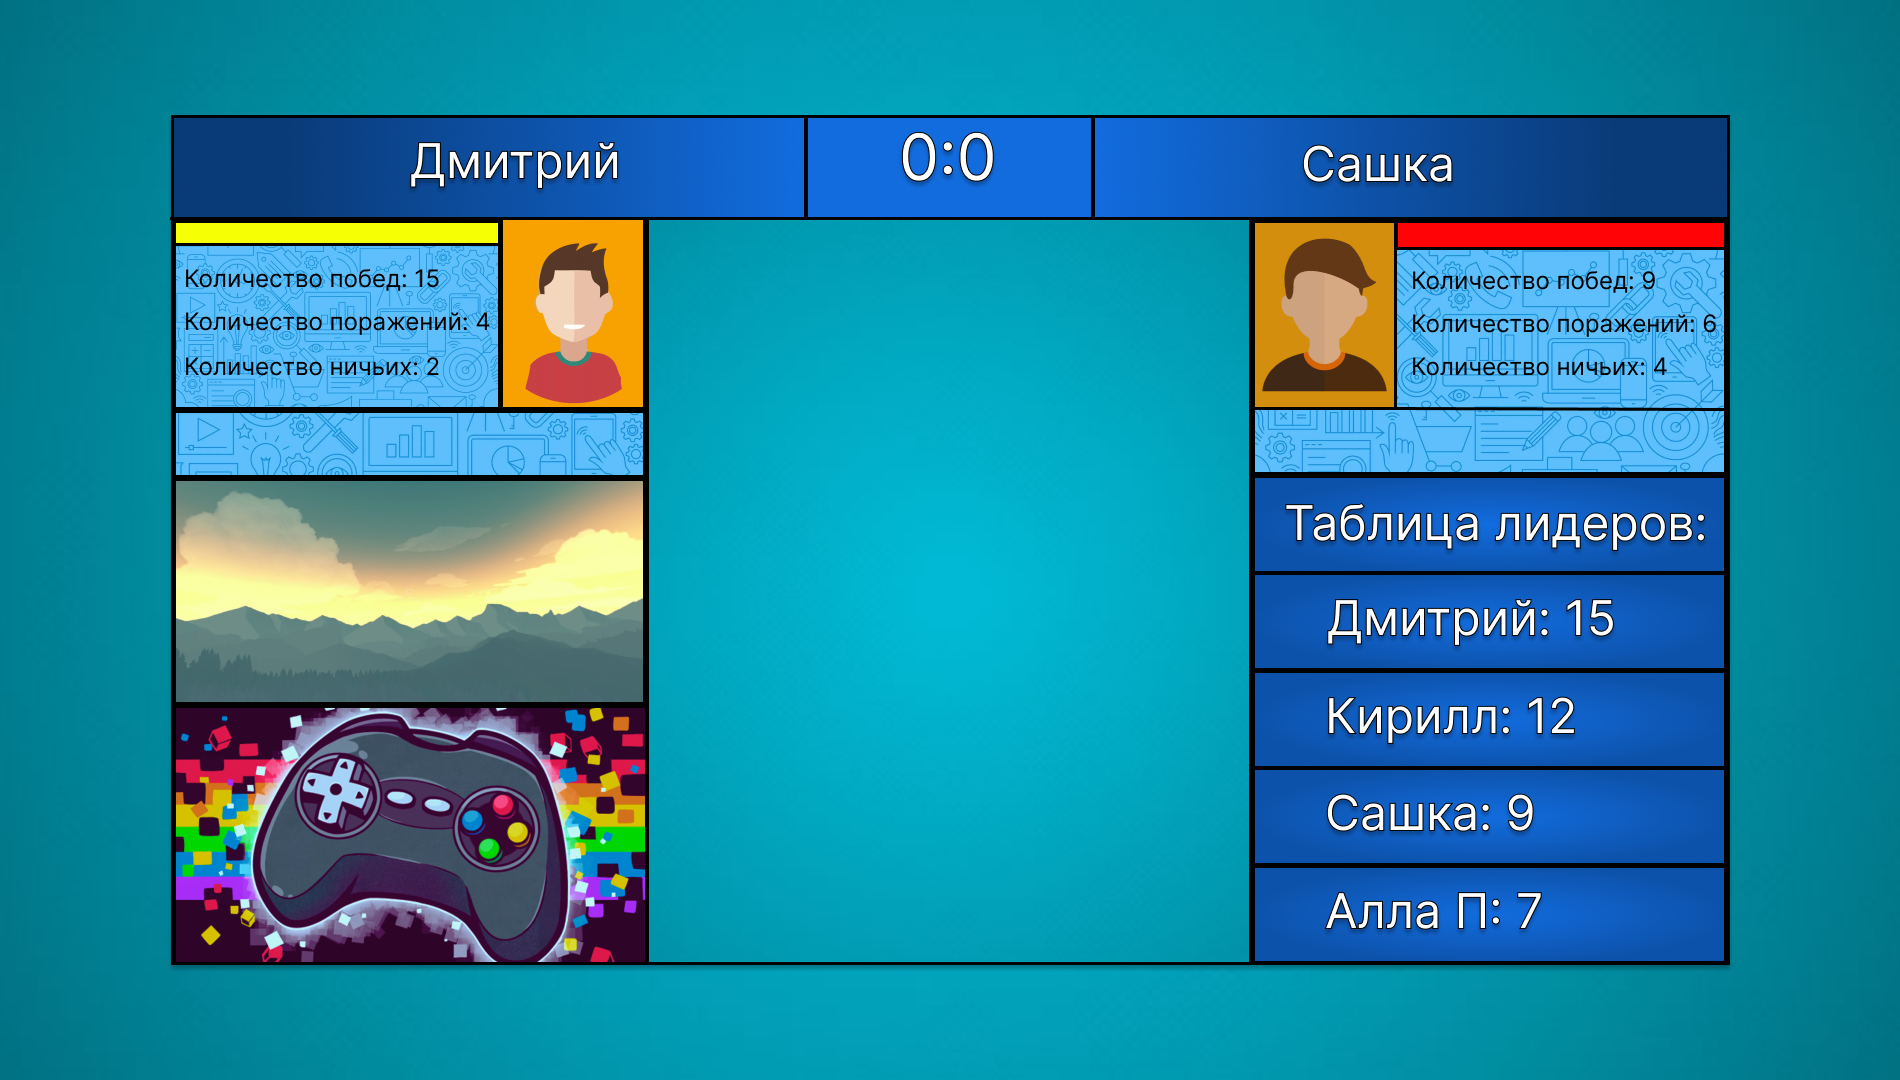 Дмитрий
0:0
Сашка
Количество побед: 15
Количество поражений: 4
Количество ничьих: 2
Количество побед: 9
Количество поражений: 6
Количество ничьих: 4
Таблица лидеров:
Дмитрий: 15
Кирилл: 12
Сашка: 9
Алла П: 7